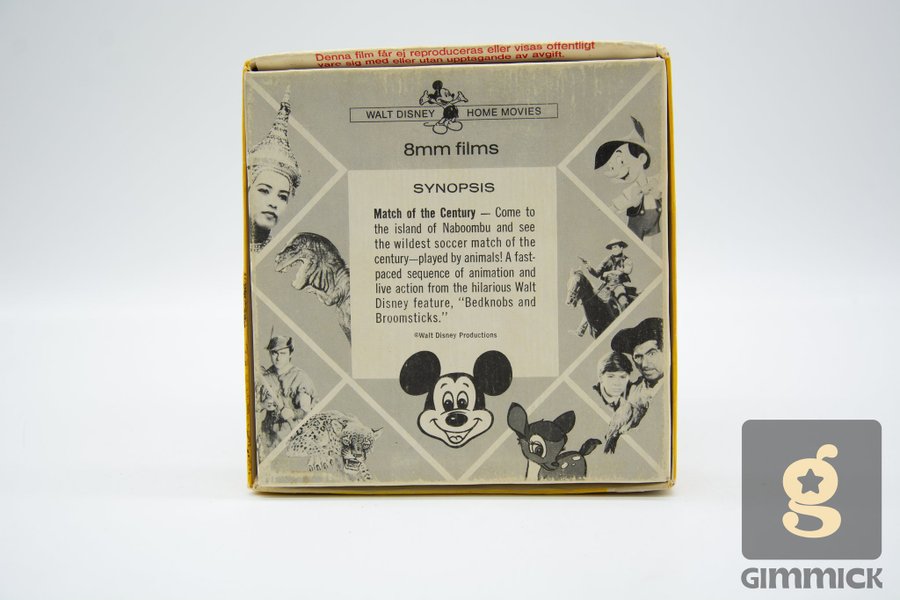 Denna film får ej reproduceras eller visas offentligt
vare sig med eller utan upptagande av avgift.
WALT DISNEY HOME MOVIES
8mm films
SYNOPSIS
Match of the Century — Come to
the island of Naboombu and see
the wildest soccer match of the
century—played by animals! A fast-
paced sequence of animation and
live action from the hilarious Walt
Disney feature, "Bedknobs and
Broomsticks."
©Walt Disney Productions
g
GIMMICK